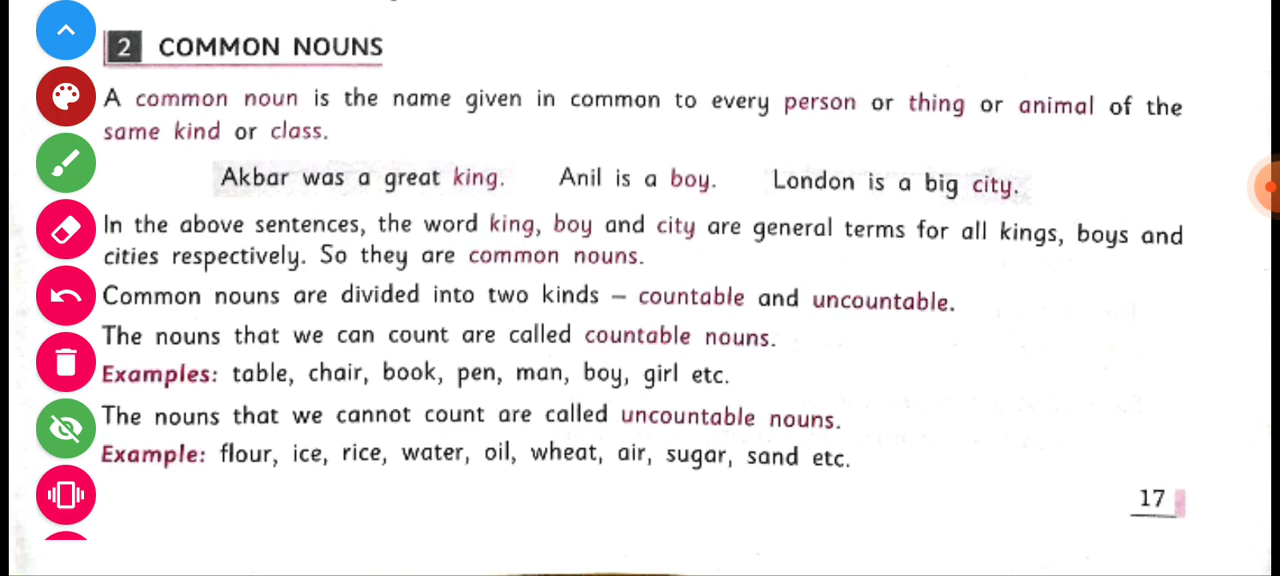 2 COMMON NOUNS
A common noun is the name given in common to every person or thing or animal of the
same kind or class.
Akbar was a great king. Anil is a boy. London is a big city.
In the above sentences, the word king, boy and city are general terms for all kings, boys and
cities respectively. So they are common nouns.
Common nouns are divided into two kinds – countable and uncountable.
The nouns that we can count are called countable nouns.
Examples: table, chair, book, pen, man, boy, girl etc.
The nouns that we cannot count are called uncountable nouns.
Example: flour, ice, rice, water, oil, wheat, air, sugar, sand etc.
17